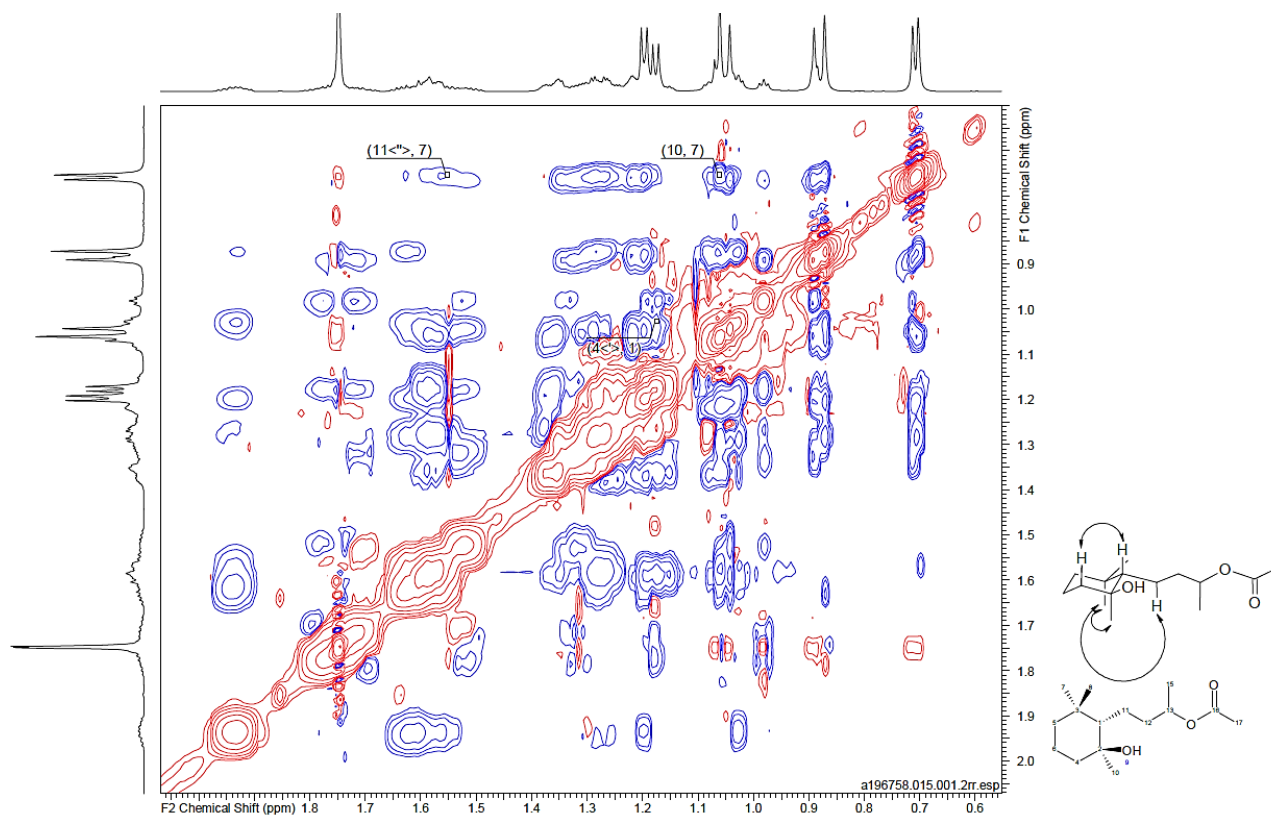 (11<">, 7)
(10, 7)
(4<'>, 1)
F1 Chemical Shift (ppm)
0.9
1.0
1.1
1.2
1.3
1.4
1.5
1.6
1.7
1.8
1.9
2.0
a196758.015.001.2rr.esp
F2 Chemical Shift (ppm) 1.8 1.7 1.6 1.5 1.4 1.3 1.2 1.1 1.0 0.9 0.8 0.7 0.6
H H
OH
O
O
H
7 8 15 O
3 11 16
5 12 13 O 17
6
4 OH
9
10